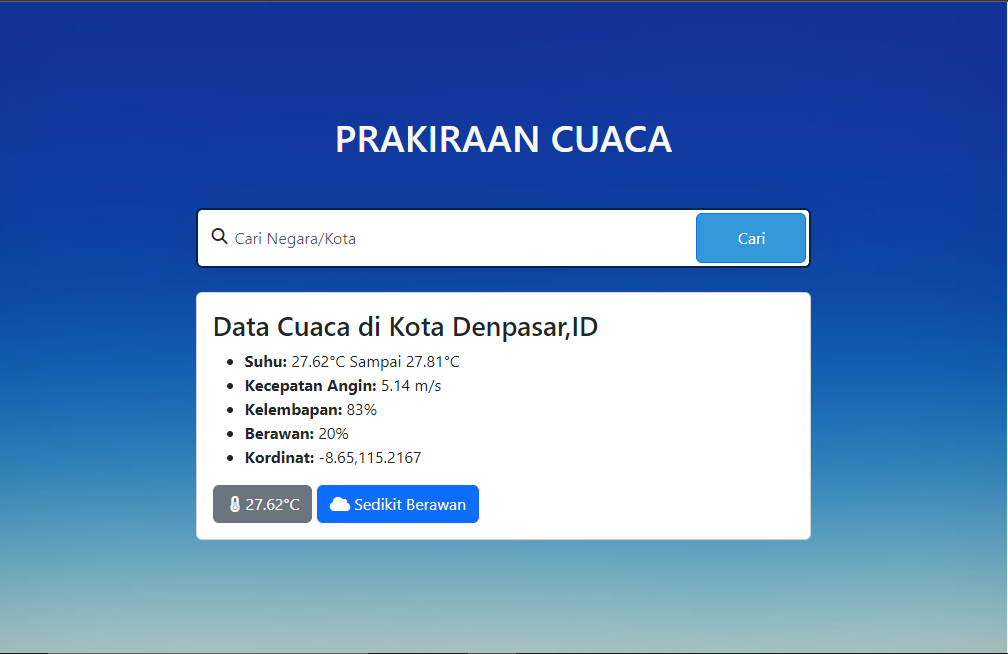 PRAKIRAAN CUACA
Cari Negara/Kota
Cari
Data Cuaca di Kota Denpasar,ID
Suhu: 27.62°C Sampai 27.81°C
Kecepatan Angin: 5.14 m/s
Kelembapan: 83%
Berawan: 20%
Kordinat: -8.65,115.2167
27.62°C Sedikit Berawan